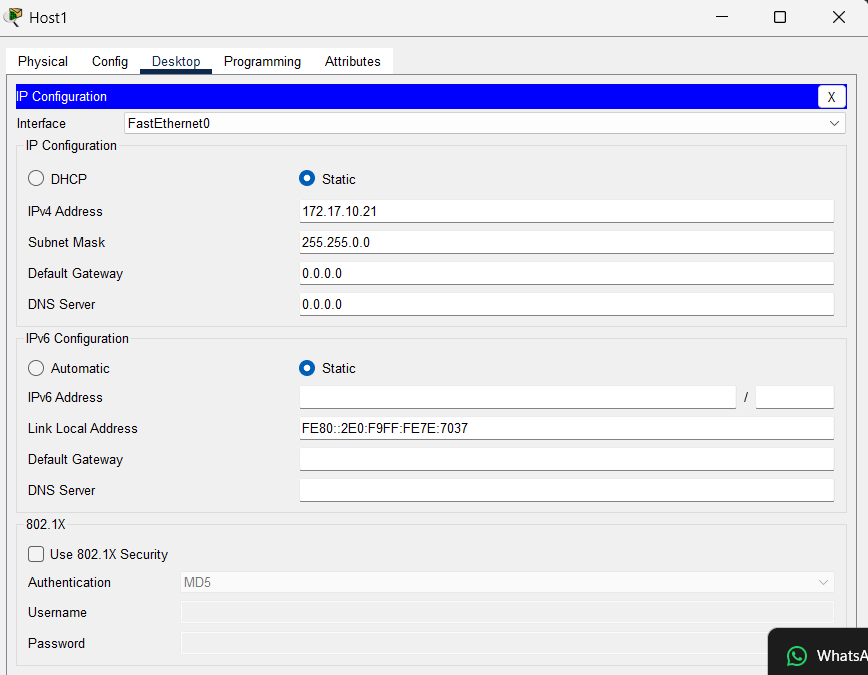 Host1
Physical Config Desktop Programming Attributes
IP Configuration X
Interface FastEthernet0
IP Configuration
DHCP Static
IPv4 Address 172.17.10.21
Subnet Mask 255.255.0.0
Default Gateway 0.0.0.0
DNS Server 0.0.0.0
IPv6 Configuration
Automatic Static
IPv6 Address /
Link Local Address FE80::2E0:F9FF:FE7E:7037
Default Gateway
DNS Server
802.1X
Use 802.1X Security
Authentication MD5
Username
Password
WhatsA